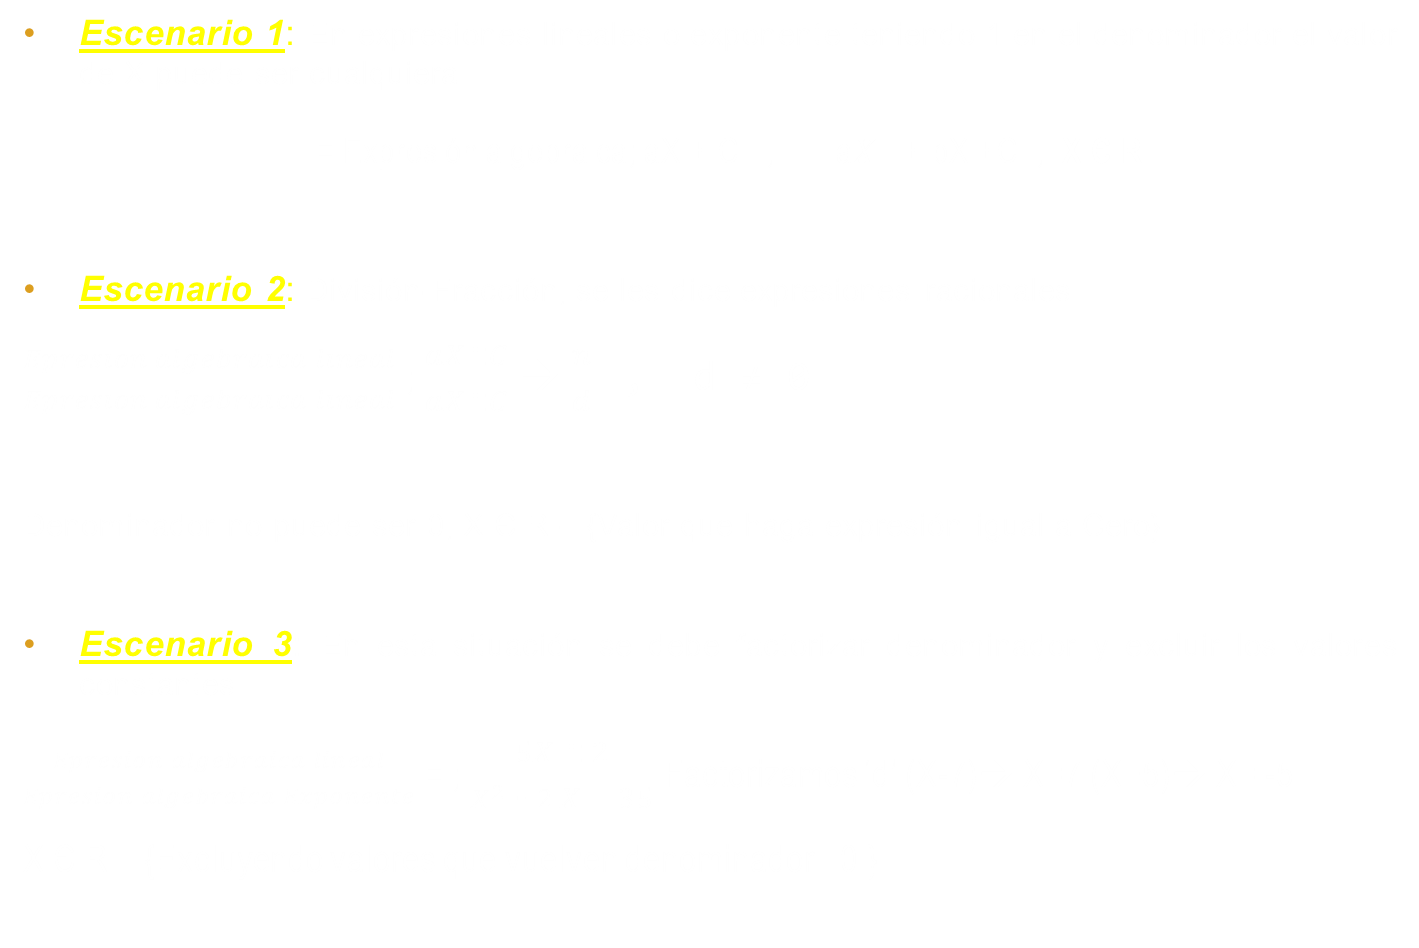 • Escenario 1:
• Escenario 2:
• Escenario 3